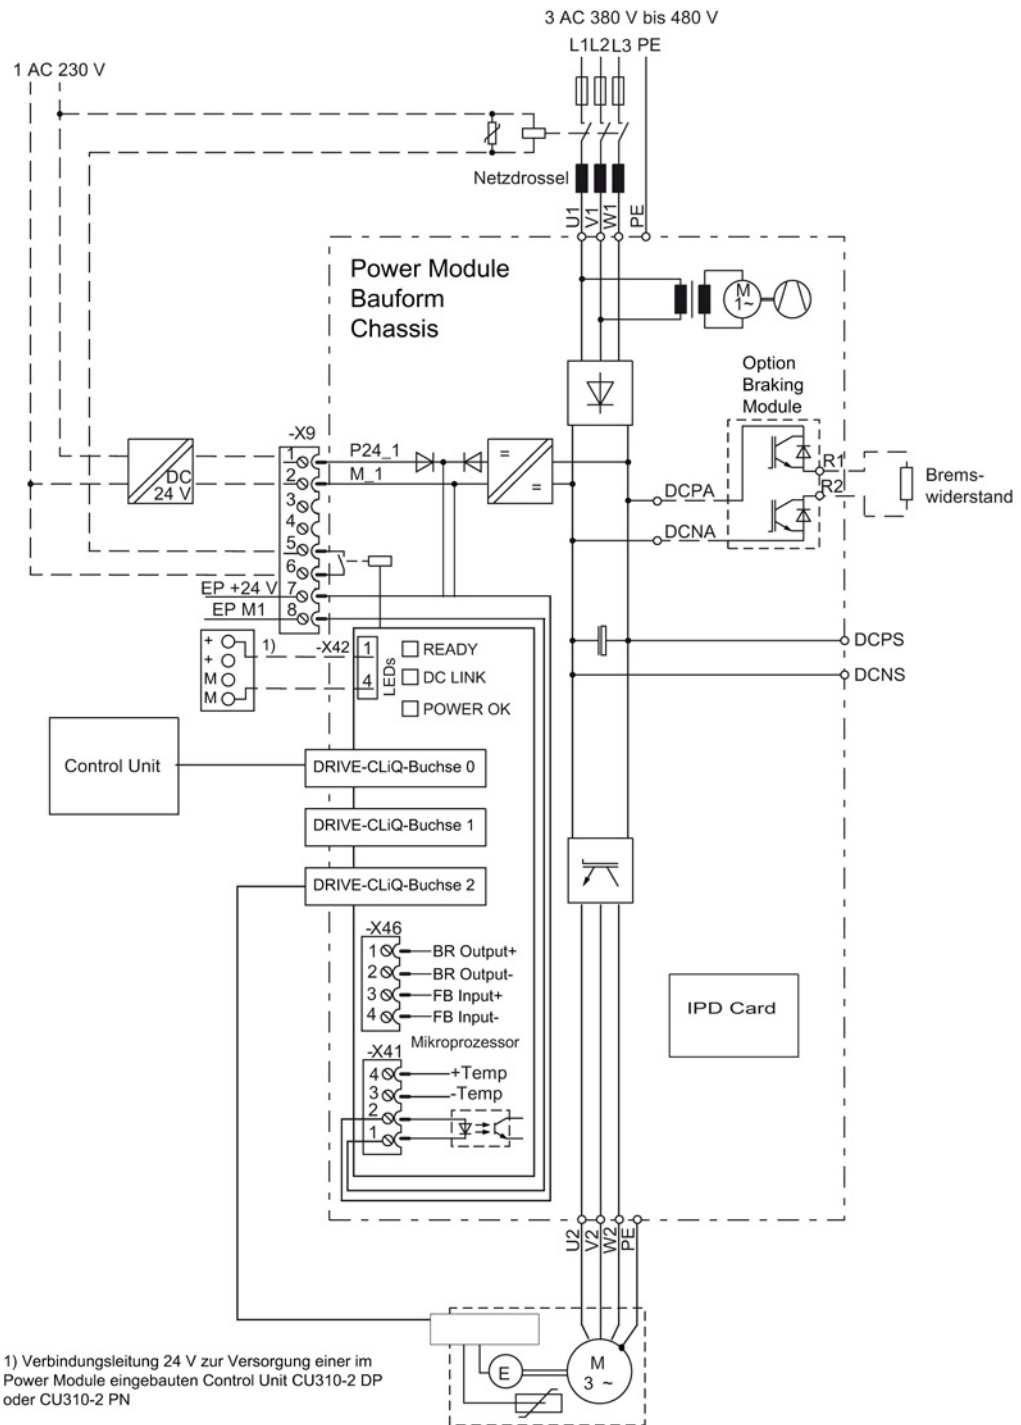 3 AC 380 V bis 480 V
L1 L2 L3 PE
1 AC 230 V
Netzdrossel
U1
V1
W1
PE
Power Module
Bauform
Chassis
M
1~
Option
Braking
Module
-X9
P24_1
M_1
1
2
3
4
5
6
7
8
DC
24 V
=
=
DCPA
DCNA
R1
R2
Brems-
widerstand
EP +24 V
EP M1
+
+
M
M
1)
-X42
1
4
LEDs
READY
DC LINK
POWER OK
DCPS
DCNS
Control Unit
DRIVE-CLiQ-Buchse 0
DRIVE-CLiQ-Buchse 1
DRIVE-CLiQ-Buchse 2
-X46
1 BR Output+
2 BR Output-
3 FB Input+
4 FB Input-
Mikroprozessor
-X41
4 +Temp
3 -Temp
2
1
IPD Card
U2
V2
W2
PE
E
M
3 ~
1) Verbindungsleitung 24 V zur Versorgung einer im
Power Module eingebauten Control Unit CU310-2 DP
oder CU310-2 PN